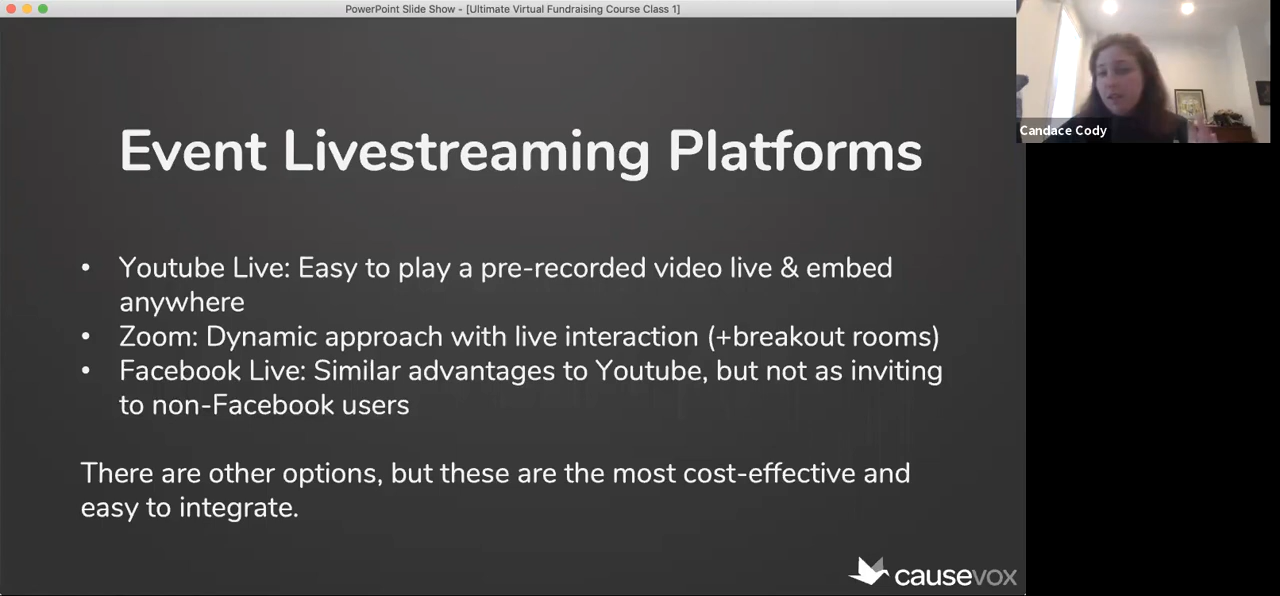 PowerPoint Slide Show - [Ultimate Virtual Fundraising Course Class 1]
Candace Cody
Event Livestreaming Platforms
• Youtube Live: Easy to play a pre-recorded video live & embed
anywhere
• Zoom: Dynamic approach with live interaction (+breakout rooms)
• Facebook Live: Similar advantages to Youtube, but not as inviting
to non-Facebook users
There are other options, but these are the most cost-effective and
easy to integrate.
causevox